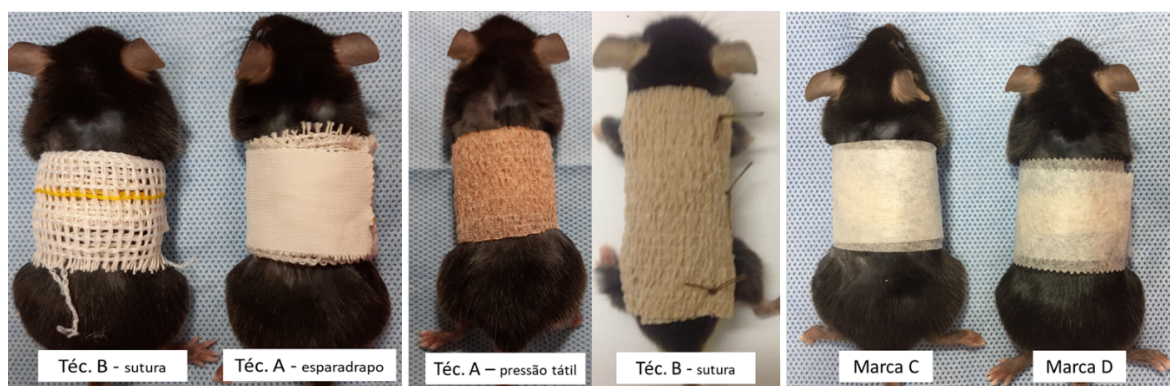 Téc. B - sutura
Téc. A - esparadrapo
Téc. A – pressão tátil
Téc. B - sutura
Marca C
Marca D